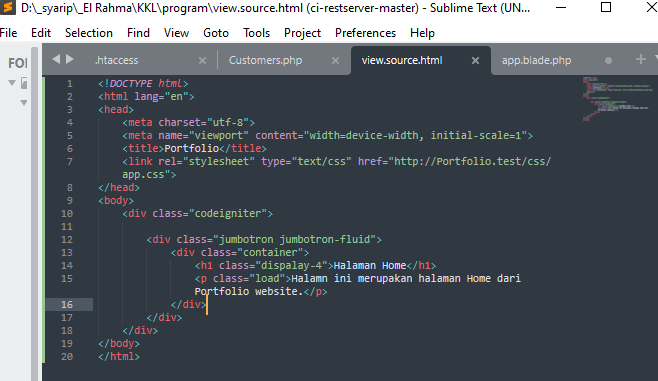 D:\_syarip\_El Rahma\KKL\program\view.source.html (ci-restserver-master) - Sublime Text (UN...
File Edit Selection Find View Goto Tools Project Preferences Help
.htaccess Customers.php view.source.html app.blade.php
1 <!DOCTYPE html>
2 <html lang="en">
3 <head>
4 <meta charset="utf-8">
5 <meta name="viewport" content="width=device-width, initial-scale=1">
6 <title>Portfolio</title>
7 <link rel="stylesheet" type="text/css" href="http://Portfolio.test/css/
app.css">
8 </head>
9 <body>
10 <div class="codeigniter">
11
12 <div class="jumbotron jumbotron-fluid">
13 <div class="container">
14 <h1 class="dispalay-4">Halaman Home</h1>
15 <p class="load">Halamn ini merupakan halaman Home dari
Portfolio website.</p>
16 </div>
17 </div>
18 </div>
19 </body>
20 </html>